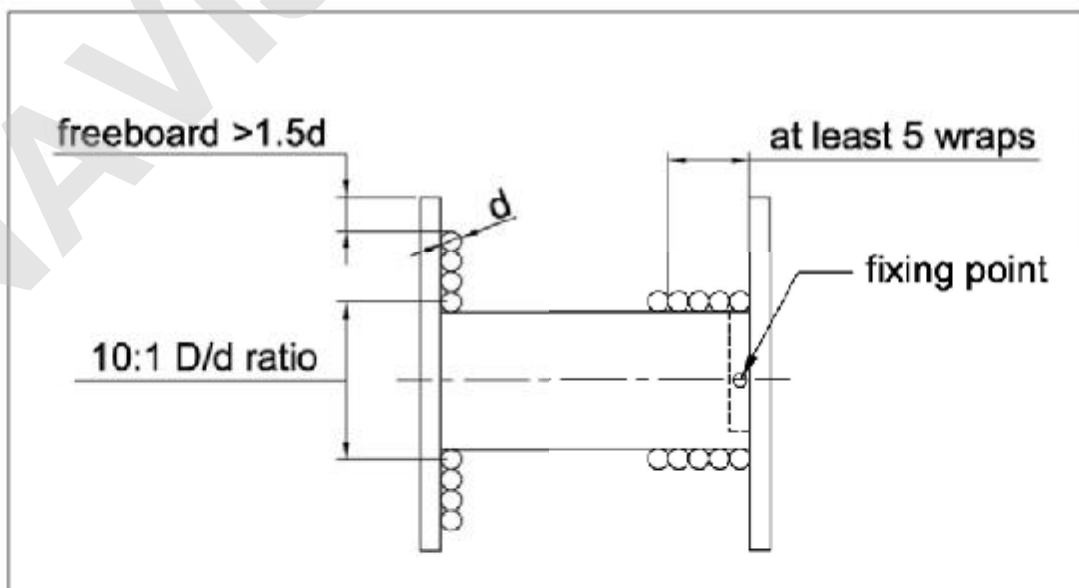 freeboard >1.5d
at least 5 wraps
d
fixing point
10:1 D/d ratio